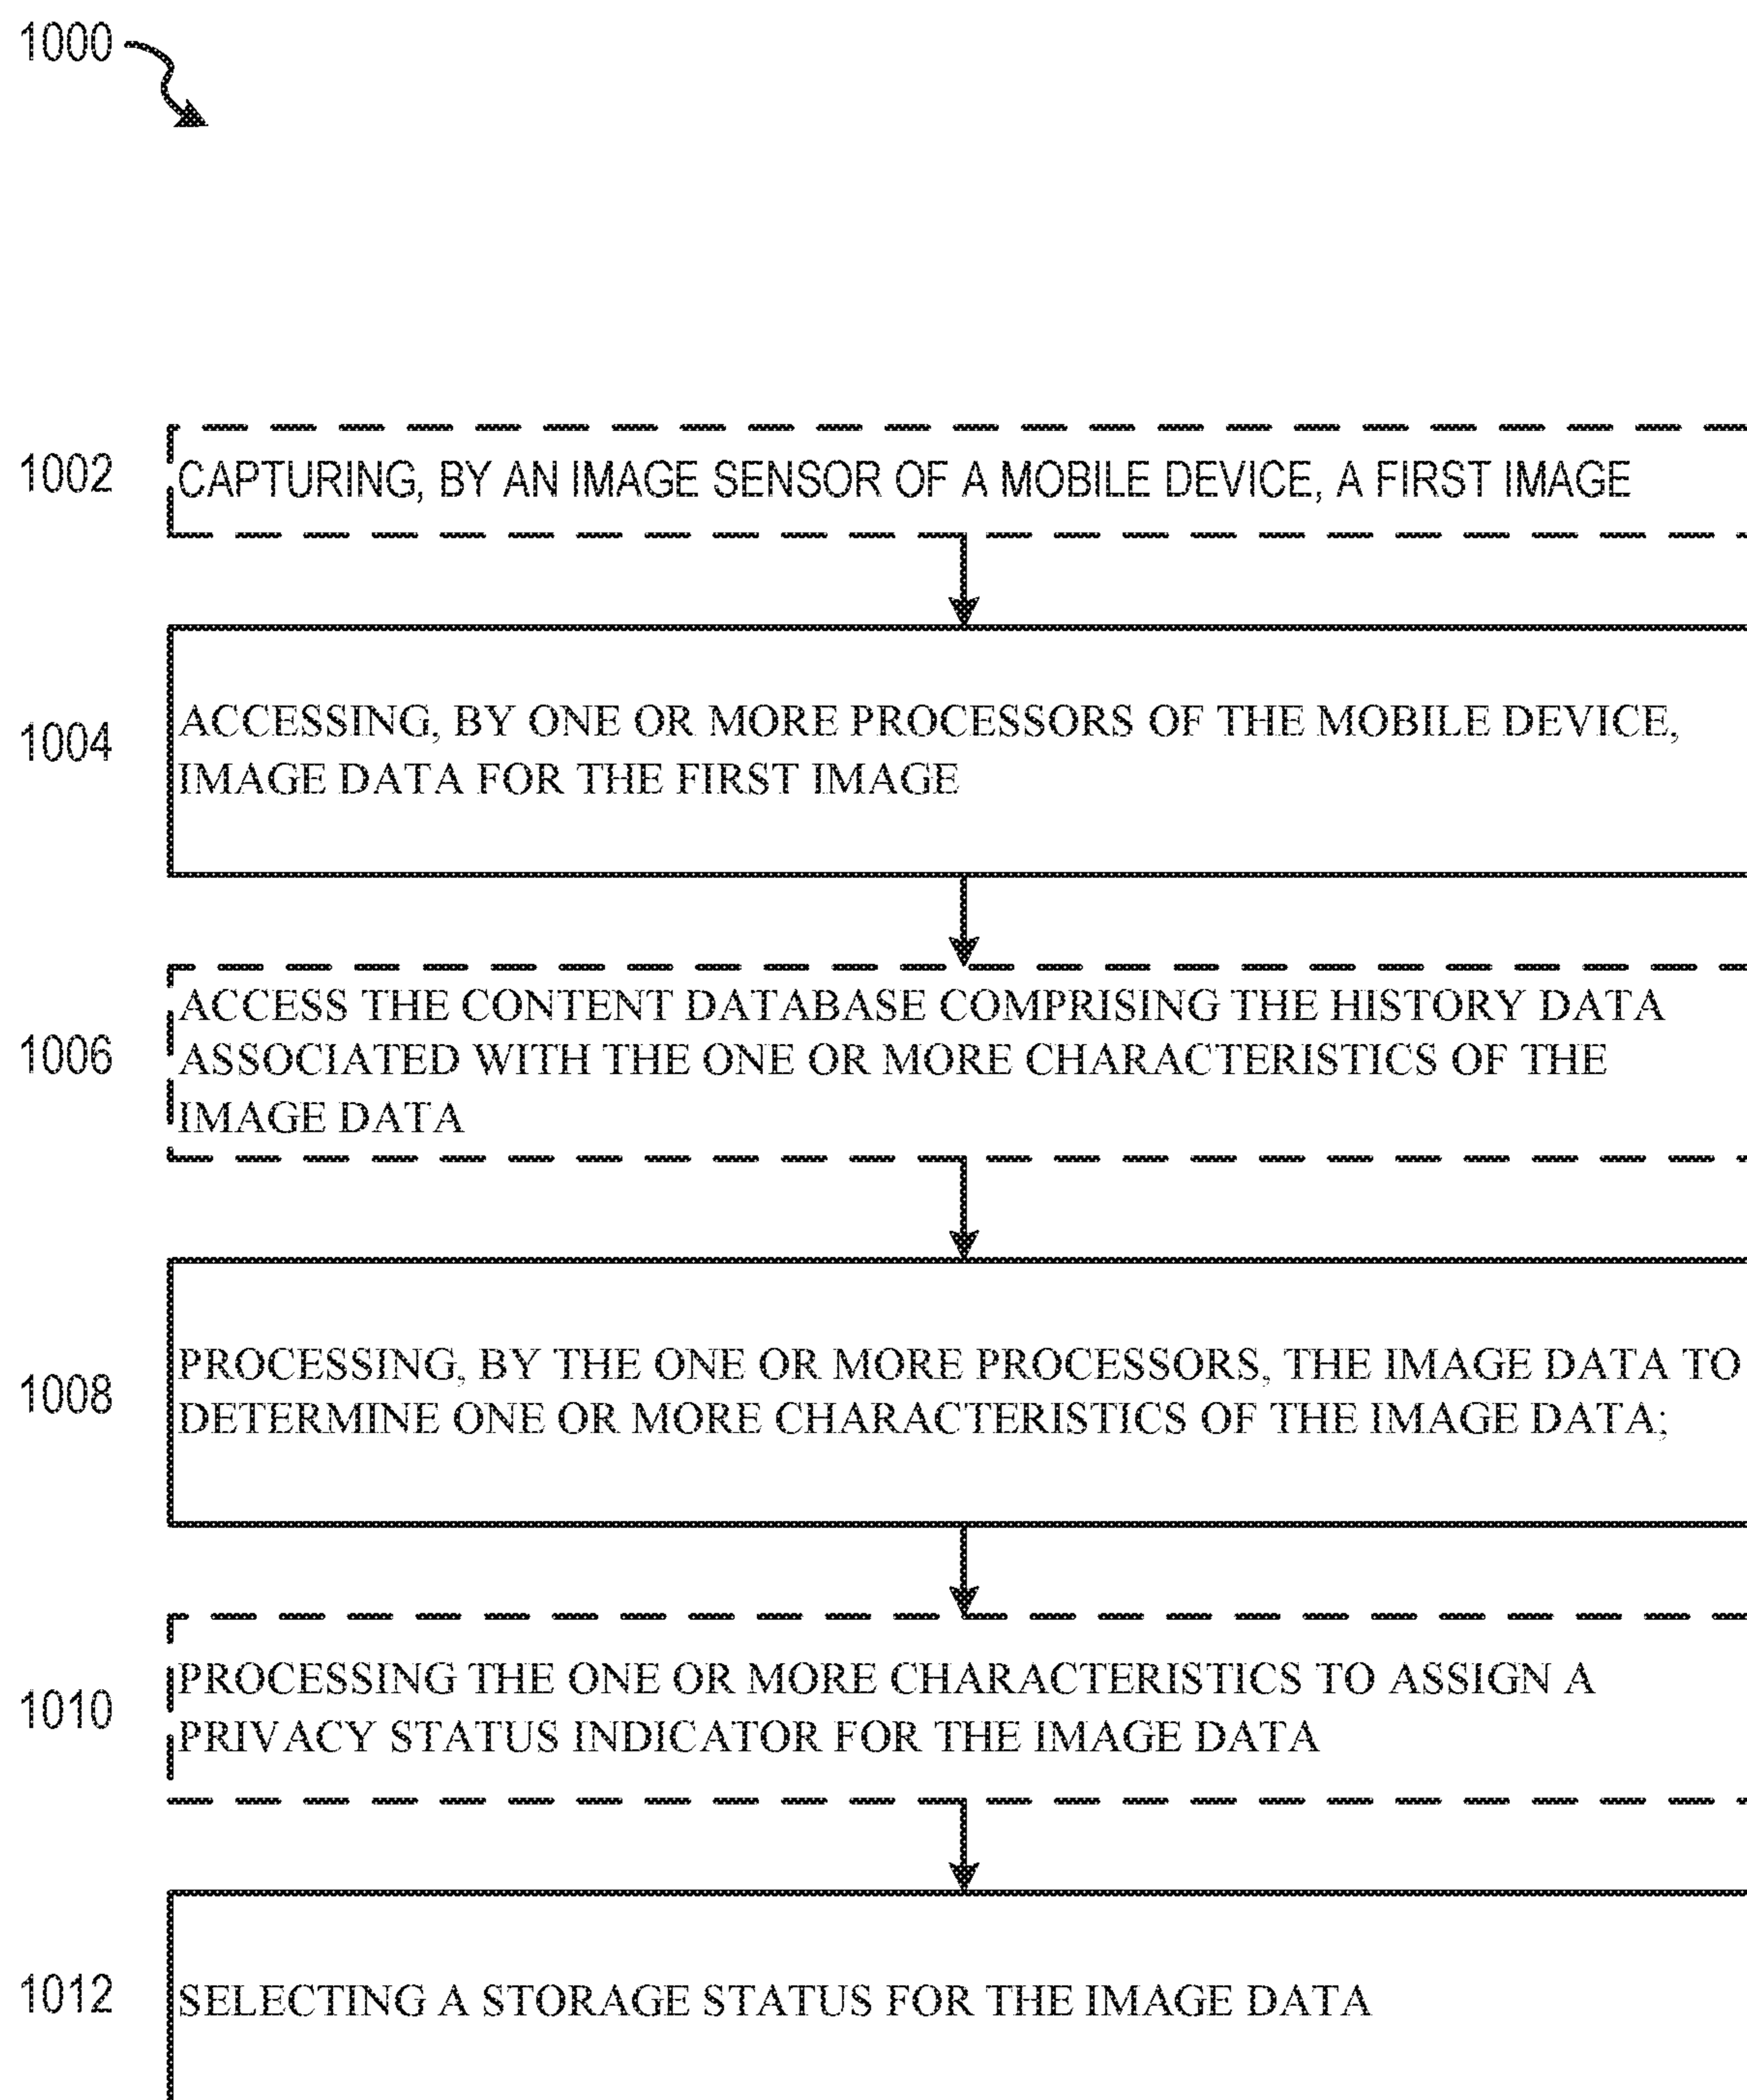 1000
1002
CAPTURING, BY AN IMAGE SENSOR OF A MOBILE DEVICE, A FIRST IMAGE
1004
ACCESSING, BY ONE OR MORE PROCESSORS OF THE MOBILE DEVICE,
IMAGE DATA FOR THE FIRST IMAGE
1006
ACCESS THE CONTENT DATABASE COMPRISING THE HISTORY DATA
ASSOCIATED WITH THE ONE OR MORE CHARACTERISTICS OF THE
IMAGE DATA
1008
PROCESSING, BY THE ONE OR MORE PROCESSORS, THE IMAGE DATA TO
DETERMINE ONE OR MORE CHARACTERISTICS OF THE IMAGE DATA;
1010
PROCESSING THE ONE OR MORE CHARACTERISTICS TO ASSIGN A
PRIVACY STATUS INDICATOR FOR THE IMAGE DATA
1012
SELECTING A STORAGE STATUS FOR THE IMAGE DATA